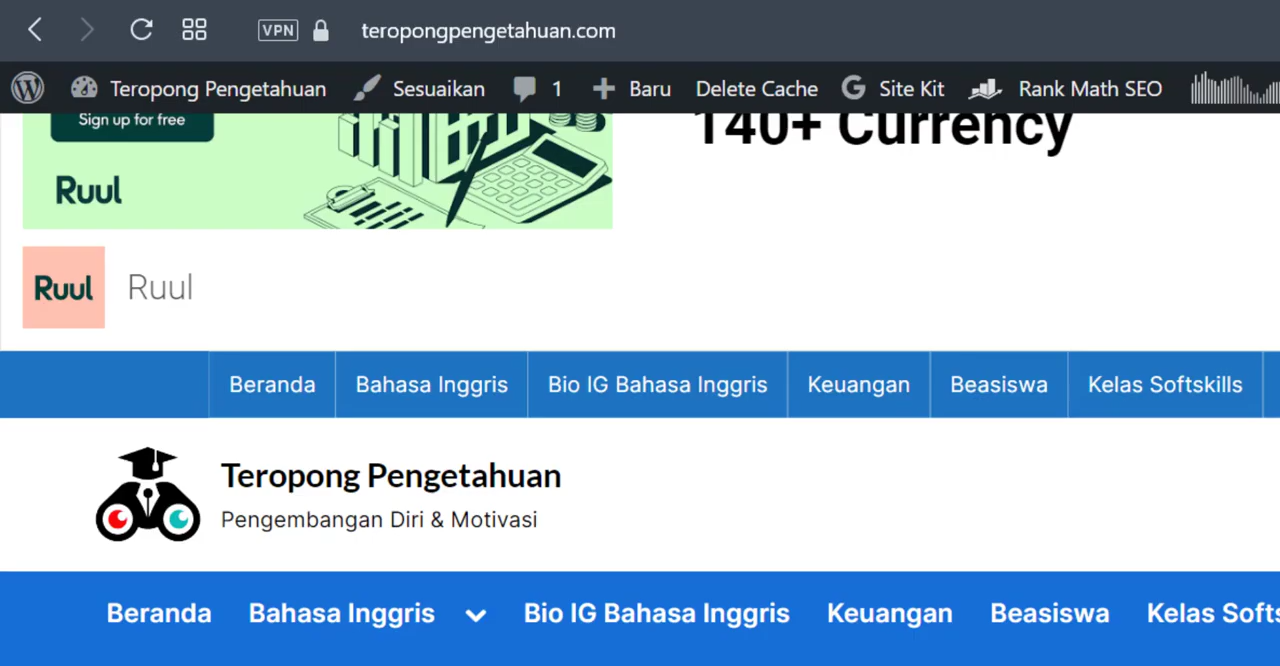 VPN teropongpengetahuan.com
Teropong Pengetahuan Sesuaikan 1 Baru Delete Cache Site Kit Rank Math SEO
Sign up for free
140+ Currency
Ruul
Ruul Ruul
Beranda Bahasa Inggris Bio IG Bahasa Inggris Keuangan Beasiswa Kelas Softskills
Teropong Pengetahuan
Pengembangan Diri & Motivasi
Beranda Bahasa Inggris Bio IG Bahasa Inggris Keuangan Beasiswa Kelas Softs